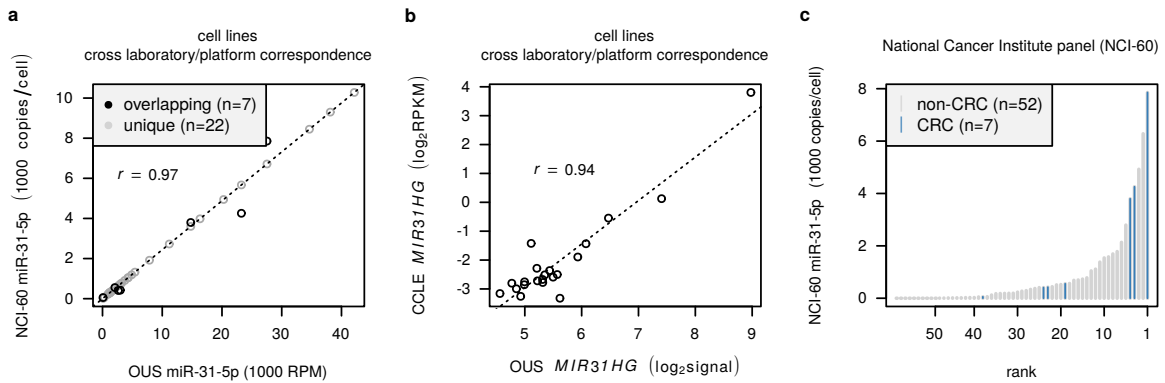 a
cell lines
cross laboratory/platform correspondence
NCI-60 miR-31-5p (1000 copies/cell)
10
8
6
4
2
0
overlapping (n=7)
unique (n=22)
r = 0.97
0 10 20 30 40
OUS miR-31-5p (1000 RPM)
b
cell lines
cross laboratory/platform correspondence
CCLE MIR31HG (log2RPKM)
4
3
2
1
0
-1
-2
-3
r = 0.94
5 6 7 8 9
OUS MIR31HG (log2signal)
c
National Cancer Institute panel (NCI-60)
NCI-60 miR-31-5p (1000 copies/cell)
8
6
4
2
0
non-CRC (n=52)
CRC (n=7)
50 40 30 20 10 1
rank